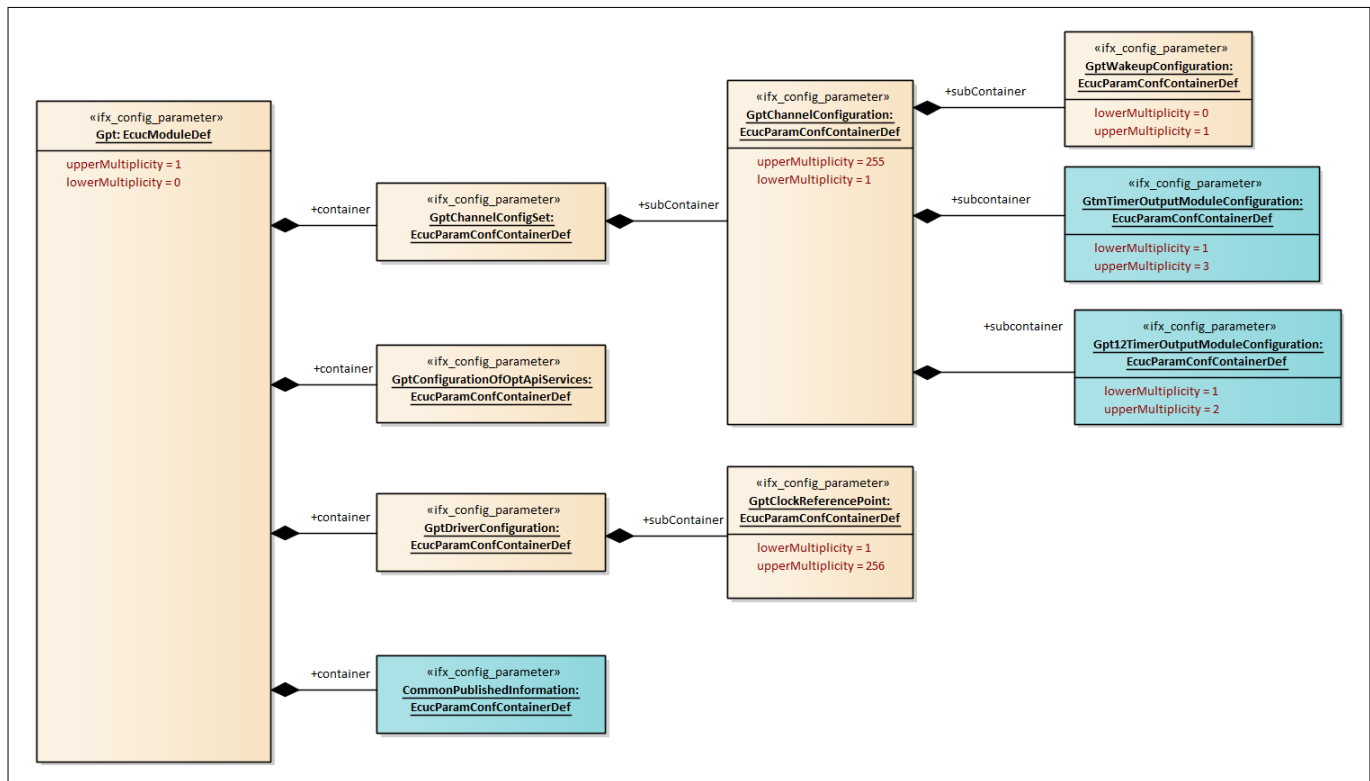 «ifx_config_parameter»
Gpt: EcucModuleDef
upperMultiplicity = 1
lowerMultiplicity = 0
+container
«ifx_config_parameter»
GptChannelConfigSet:
EcucParamConfContainerDef
+subContainer
«ifx_config_parameter»
GptChannelConfiguration:
EcucParamConfContainerDef
upperMultiplicity = 255
lowerMultiplicity = 1
+subContainer
«ifx_config_parameter»
GptWakeupConfiguration:
EcucParamConfContainerDef
lowerMultiplicity = 0
upperMultiplicity = 1
+subcontainer
«ifx_config_parameter»
GtmTimerOutputModuleConfiguration:
EcucParamConfContainerDef
lowerMultiplicity = 1
upperMultiplicity = 3
+subcontainer
«ifx_config_parameter»
Gpt12TimerOutputModuleConfiguration:
EcucParamConfContainerDef
lowerMultiplicity = 1
upperMultiplicity = 2
+container
«ifx_config_parameter»
GptConfigurationOfOptApiServices:
EcucParamConfContainerDef
+container
«ifx_config_parameter»
GptDriverConfiguration:
EcucParamConfContainerDef
+subContainer
«ifx_config_parameter»
GptClockReferencePoint:
EcucParamConfContainerDef
lowerMultiplicity = 1
upperMultiplicity = 256
+container
«ifx_config_parameter»
CommonPublishedInformation:
EcucParamConfContainerDef